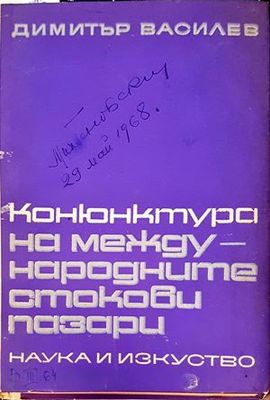 ДИМИТЪР ВАСИЛЕВ
29 май 1968.
Конюнктура
на между-
народните
стокови
пазари
НАУКА И ИЗКУСТВО